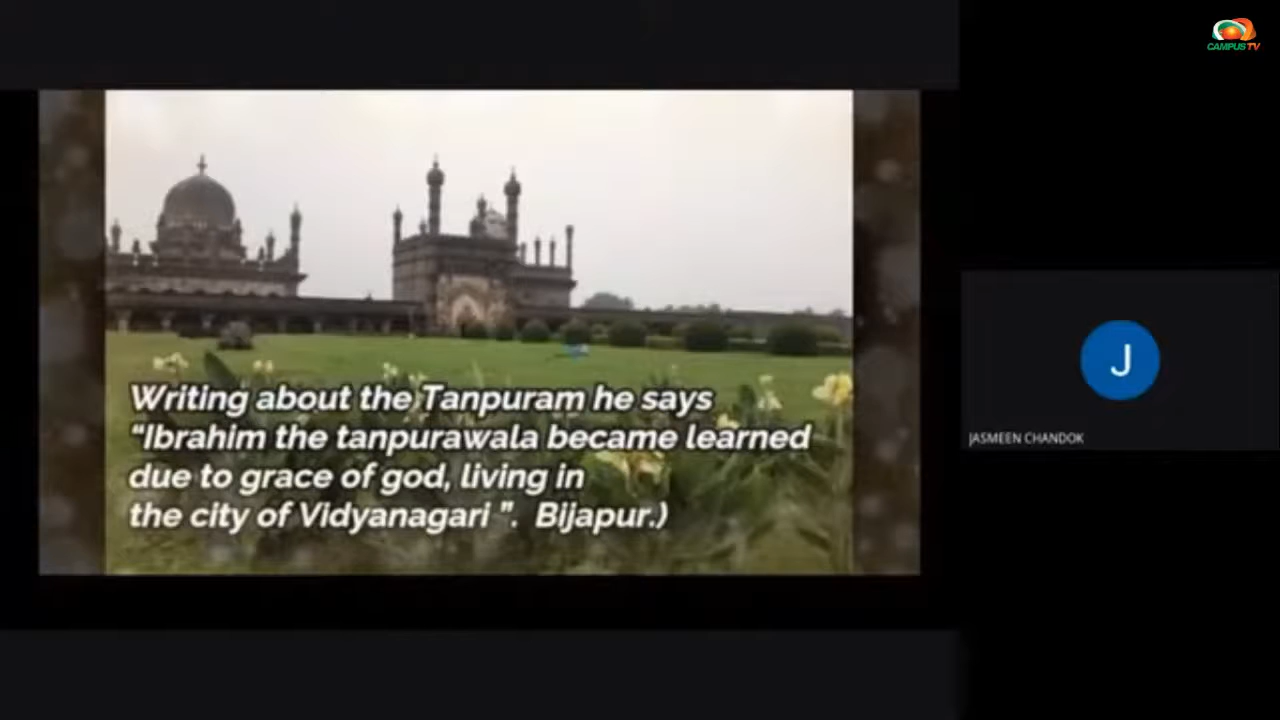 CAMPUS TV
Writing about the Tanpuram he says
“Ibrahim the tanpurawala became learned
due to grace of god, living in
the city of Vidyanagari ”.  Bijapur.)
J
JASMEEN CHANDOK